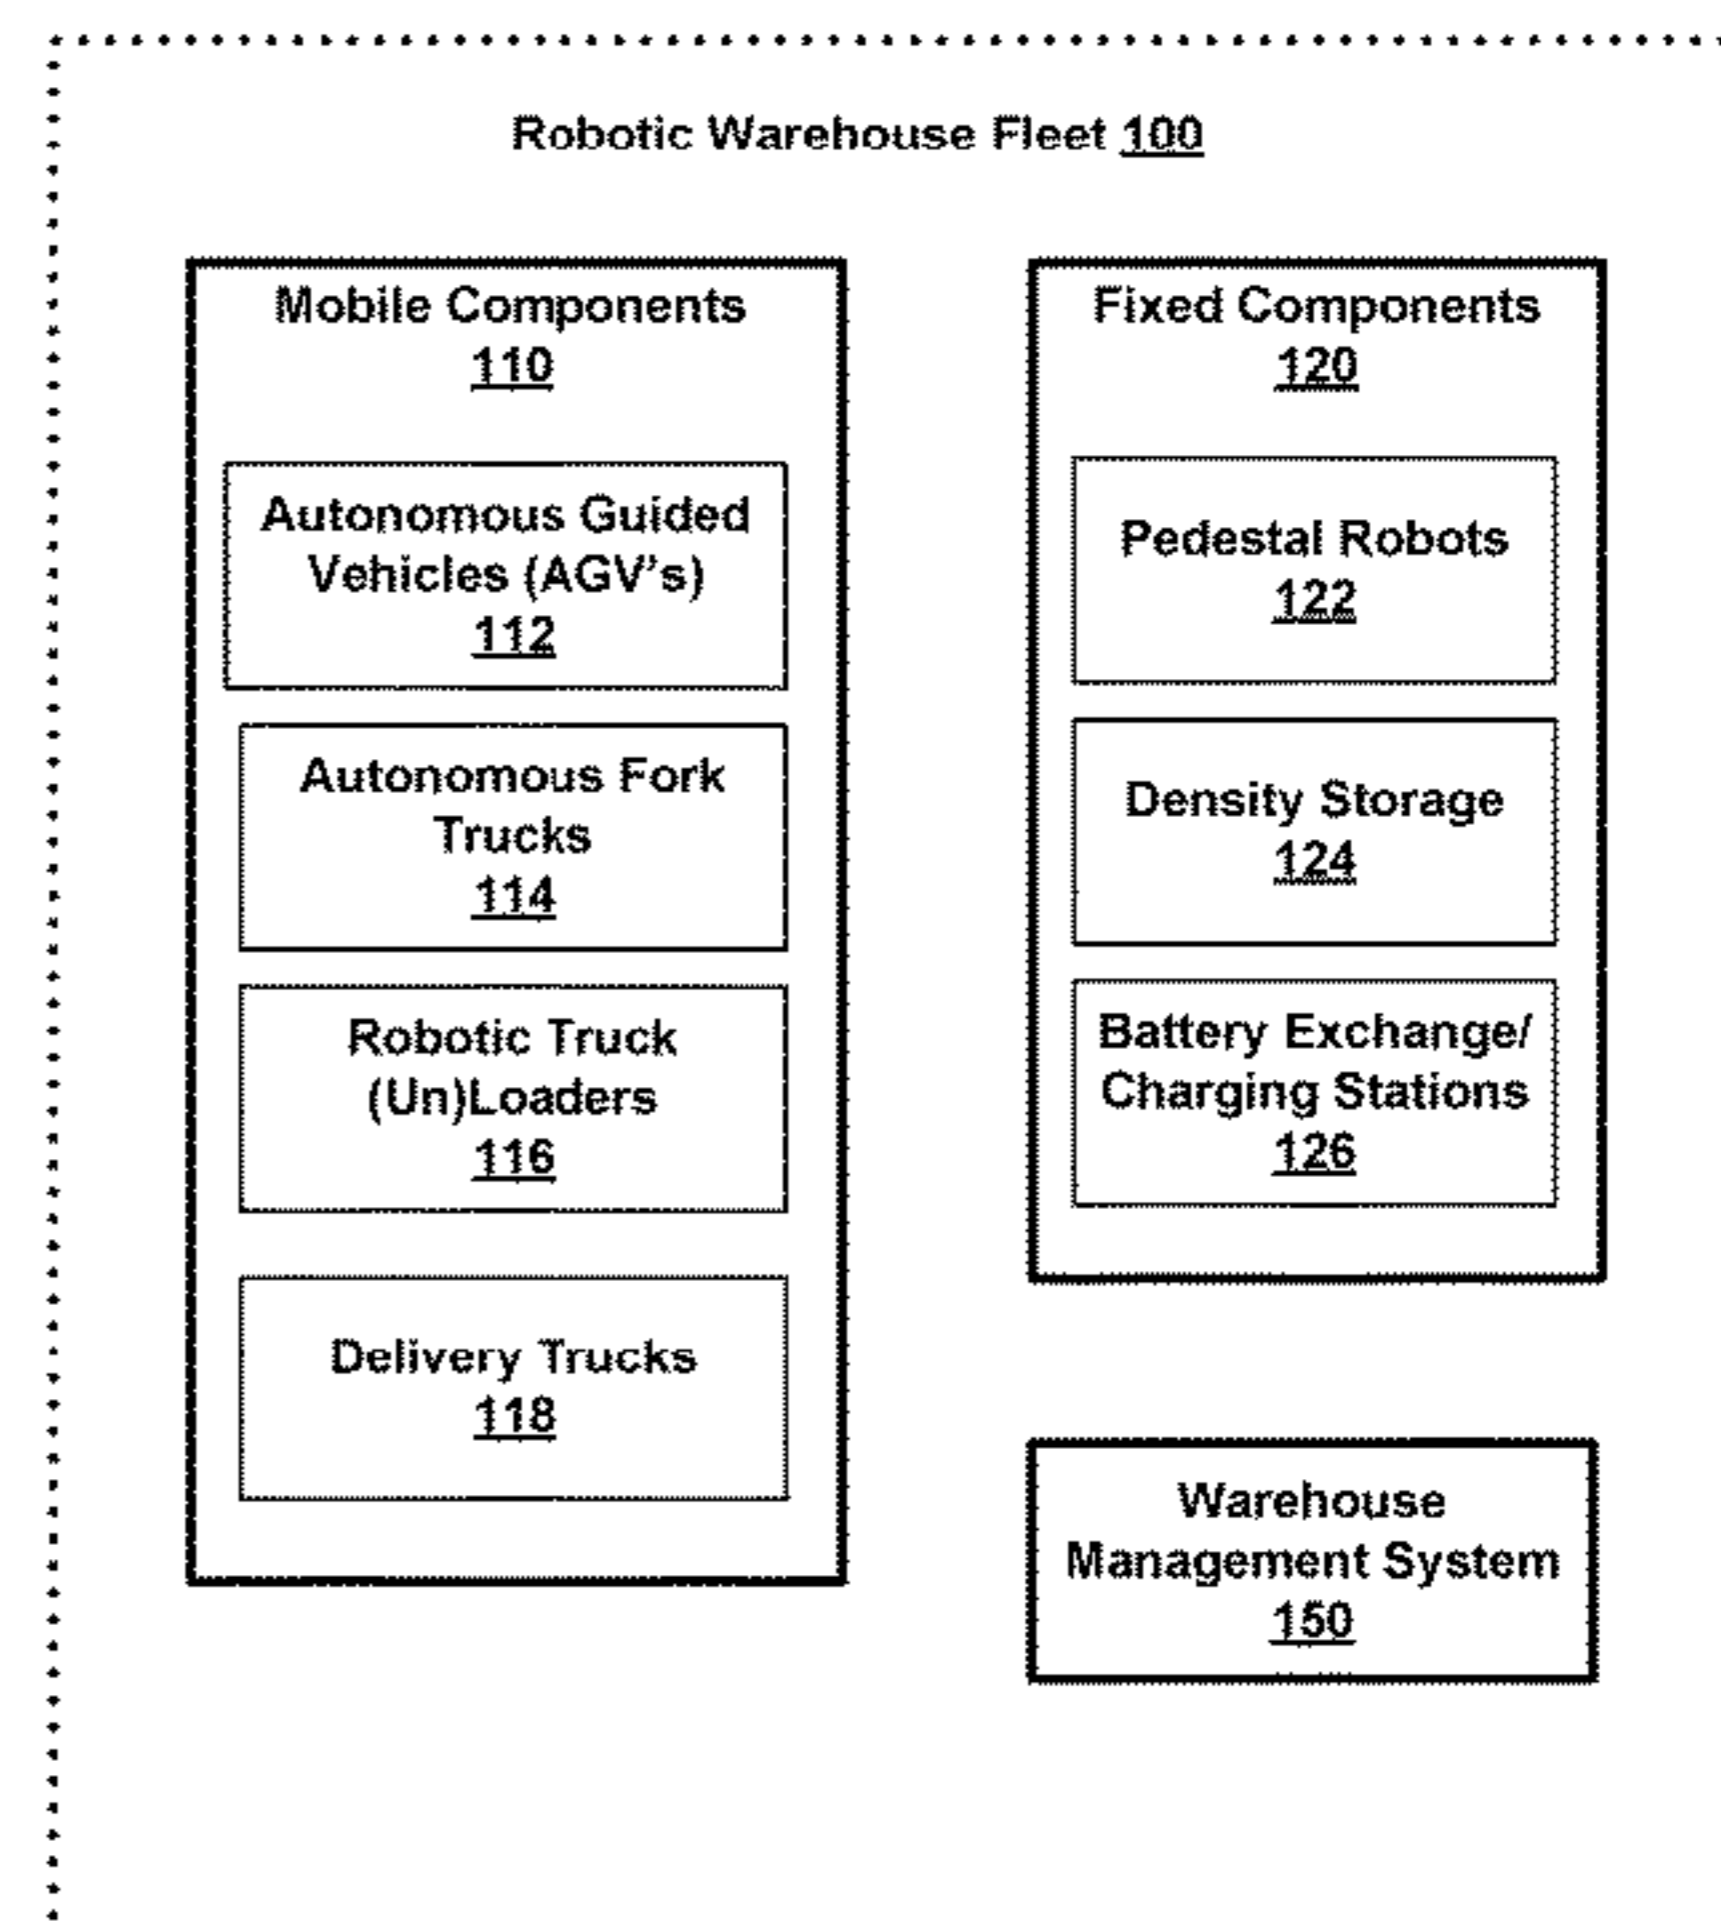 Robotic Warehouse Fleet 100
Mobile Components
110
Autonomous Guided
Vehicles (AGV's)
112
Autonomous Fork
Trucks
114
Robotic Truck
(Un)Loaders
116
Delivery Trucks
118
Fixed Components
120
Pedestal Robots
122
Density Storage
124
Battery Exchange/
Charging Stations
126
Warehouse
Management System
150